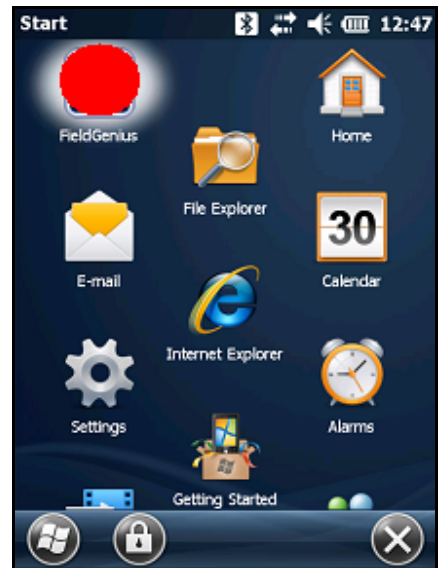 Start 12:47
FieldGenius
Home
File Explorer
E-mail
30
Calendar
Internet Explorer
Settings
Alarms
Getting Started